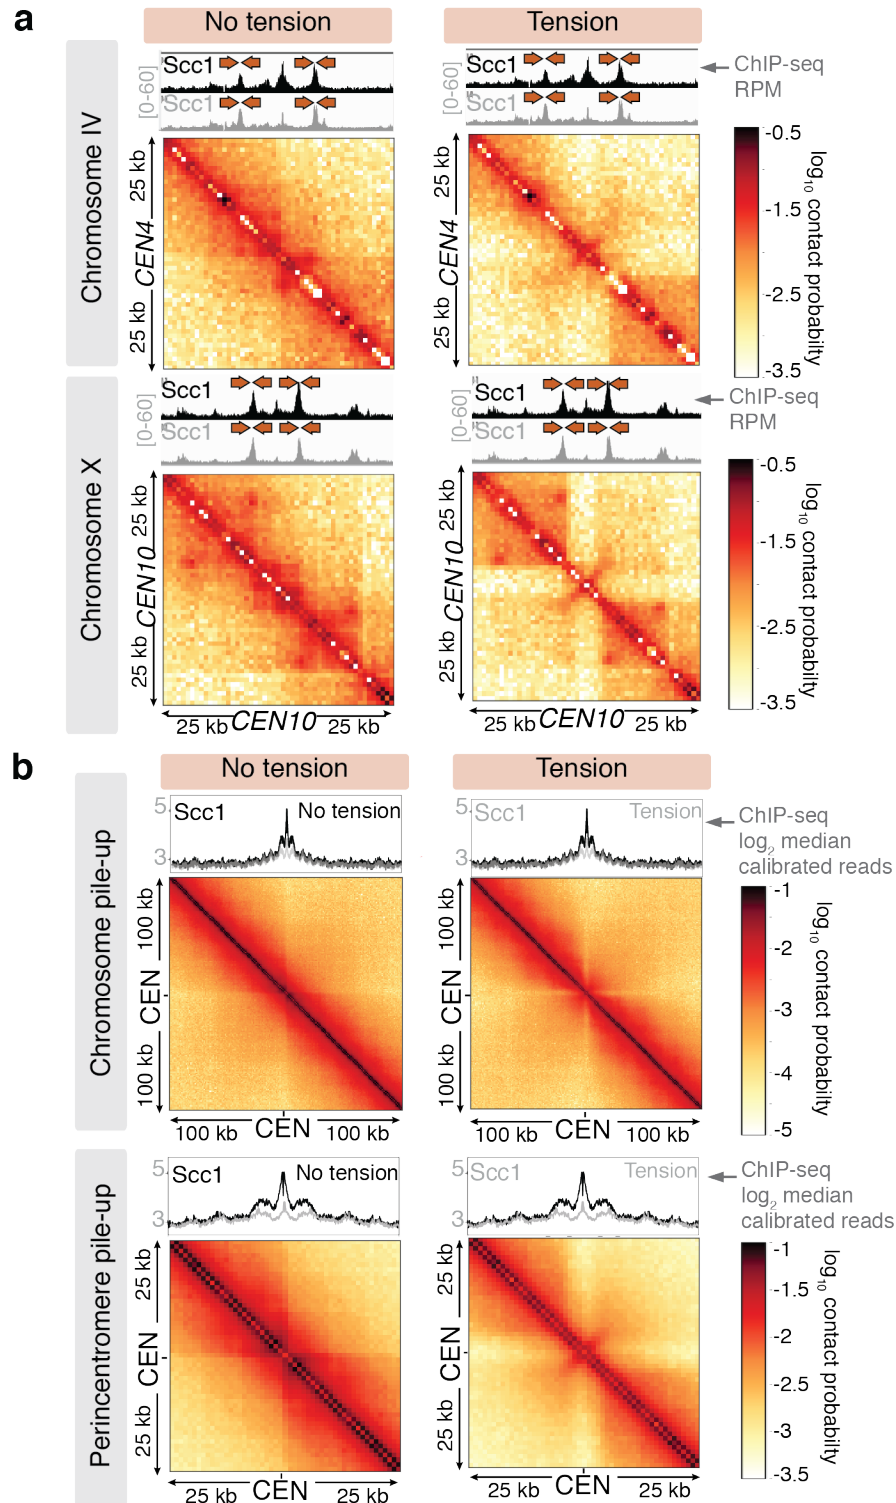 a
No tension
Tension
Chromosome IV
[0-60]
Scc1
Scc1
[0-60]
Scc1
Scc1
ChIP-seq
RPM
25 kb
CEN4
25 kb
25 kb
CEN4
25 kb
-0.5
-1.5
-2.5
-3.5
log10 contact probabilty
Chromosome X
[0-60]
Scc1
Scc1
[0-60]
Scc1
Scc1
ChIP-seq
RPM
25 kb
CEN10
25 kb
25 kb
CEN10
25 kb
-0.5
-1.5
-2.5
-3.5
log10 contact probabilty
25 kb CEN10 25 kb
25 kb CEN10 25 kb
b
No tension
Tension
Chromosome pile-up
5
3
Scc1
No tension
5
3
Scc1
Tension
ChIP-seq
log2 median
calibrated reads
100 kb
CEN
100 kb
100 kb
CEN
100 kb
-1
-2
-3
-4
-5
log10 contact probabilty
100 kb CEN 100 kb
100 kb CEN 100 kb
Perincentromere pile-up
5
3
Scc1
No tension
5
3
Scc1
Tension
ChIP-seq
log2 median
calibrated reads
25 kb
CEN
25 kb
25 kb
CEN
25 kb
-1
-1.5
-2
-2.5
-3
-3.5
log10 contact probabilty
25 kb CEN 25 kb
25 kb CEN 25 kb